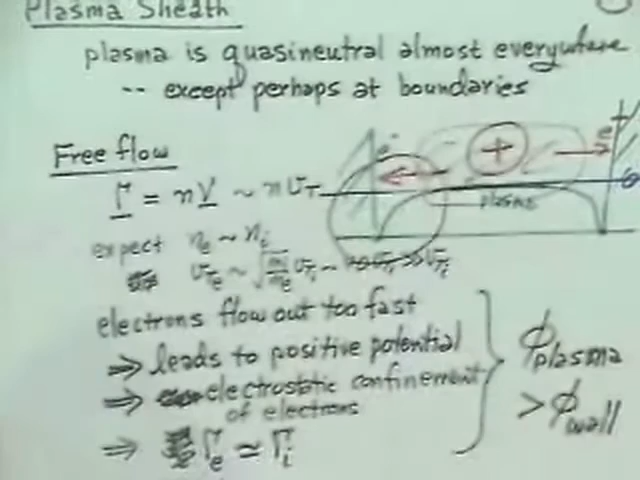 Plasma Sheath
plasma is quasineutral almost everywhere
-- except perhaps at boundaries
Free flow
Γ = nV ~ n v_T
e⁻
+
plasma
expect n_e ~ n_i
v_Te ~ √(m_i/m_e) v_Ti ~ >> v_Ti
electrons flow out too fast
⇒ leads to positive potential
⇒ electrostatic confinement
of electrons
⇒ Γ_e ≃ Γ_i
ϕ_plasma
> ϕ_wall